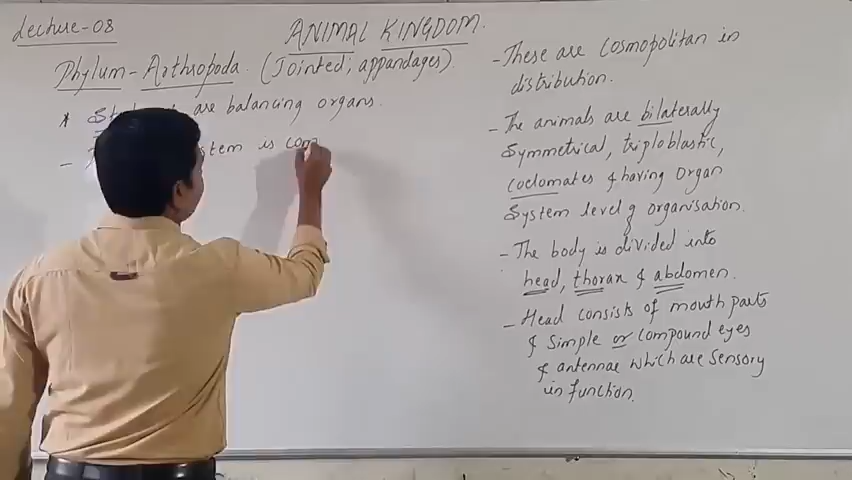 Lecture-08
ANIMAL KINGDOM.
Phylum-Arthropoda. (Jointed, appandages).
* are balancing organs.
- is com
- These are Cosmopolitan in
distribution.
- The animals are bilaterally
Symmetrical, triploblastic,
coelomates & having Organ
System level of organisation.
- The body is divided into
head, thorax & abdomen.
- Head consists of mouth parts
& Simple or compound eyes
& antennae which are Sensory
in function.